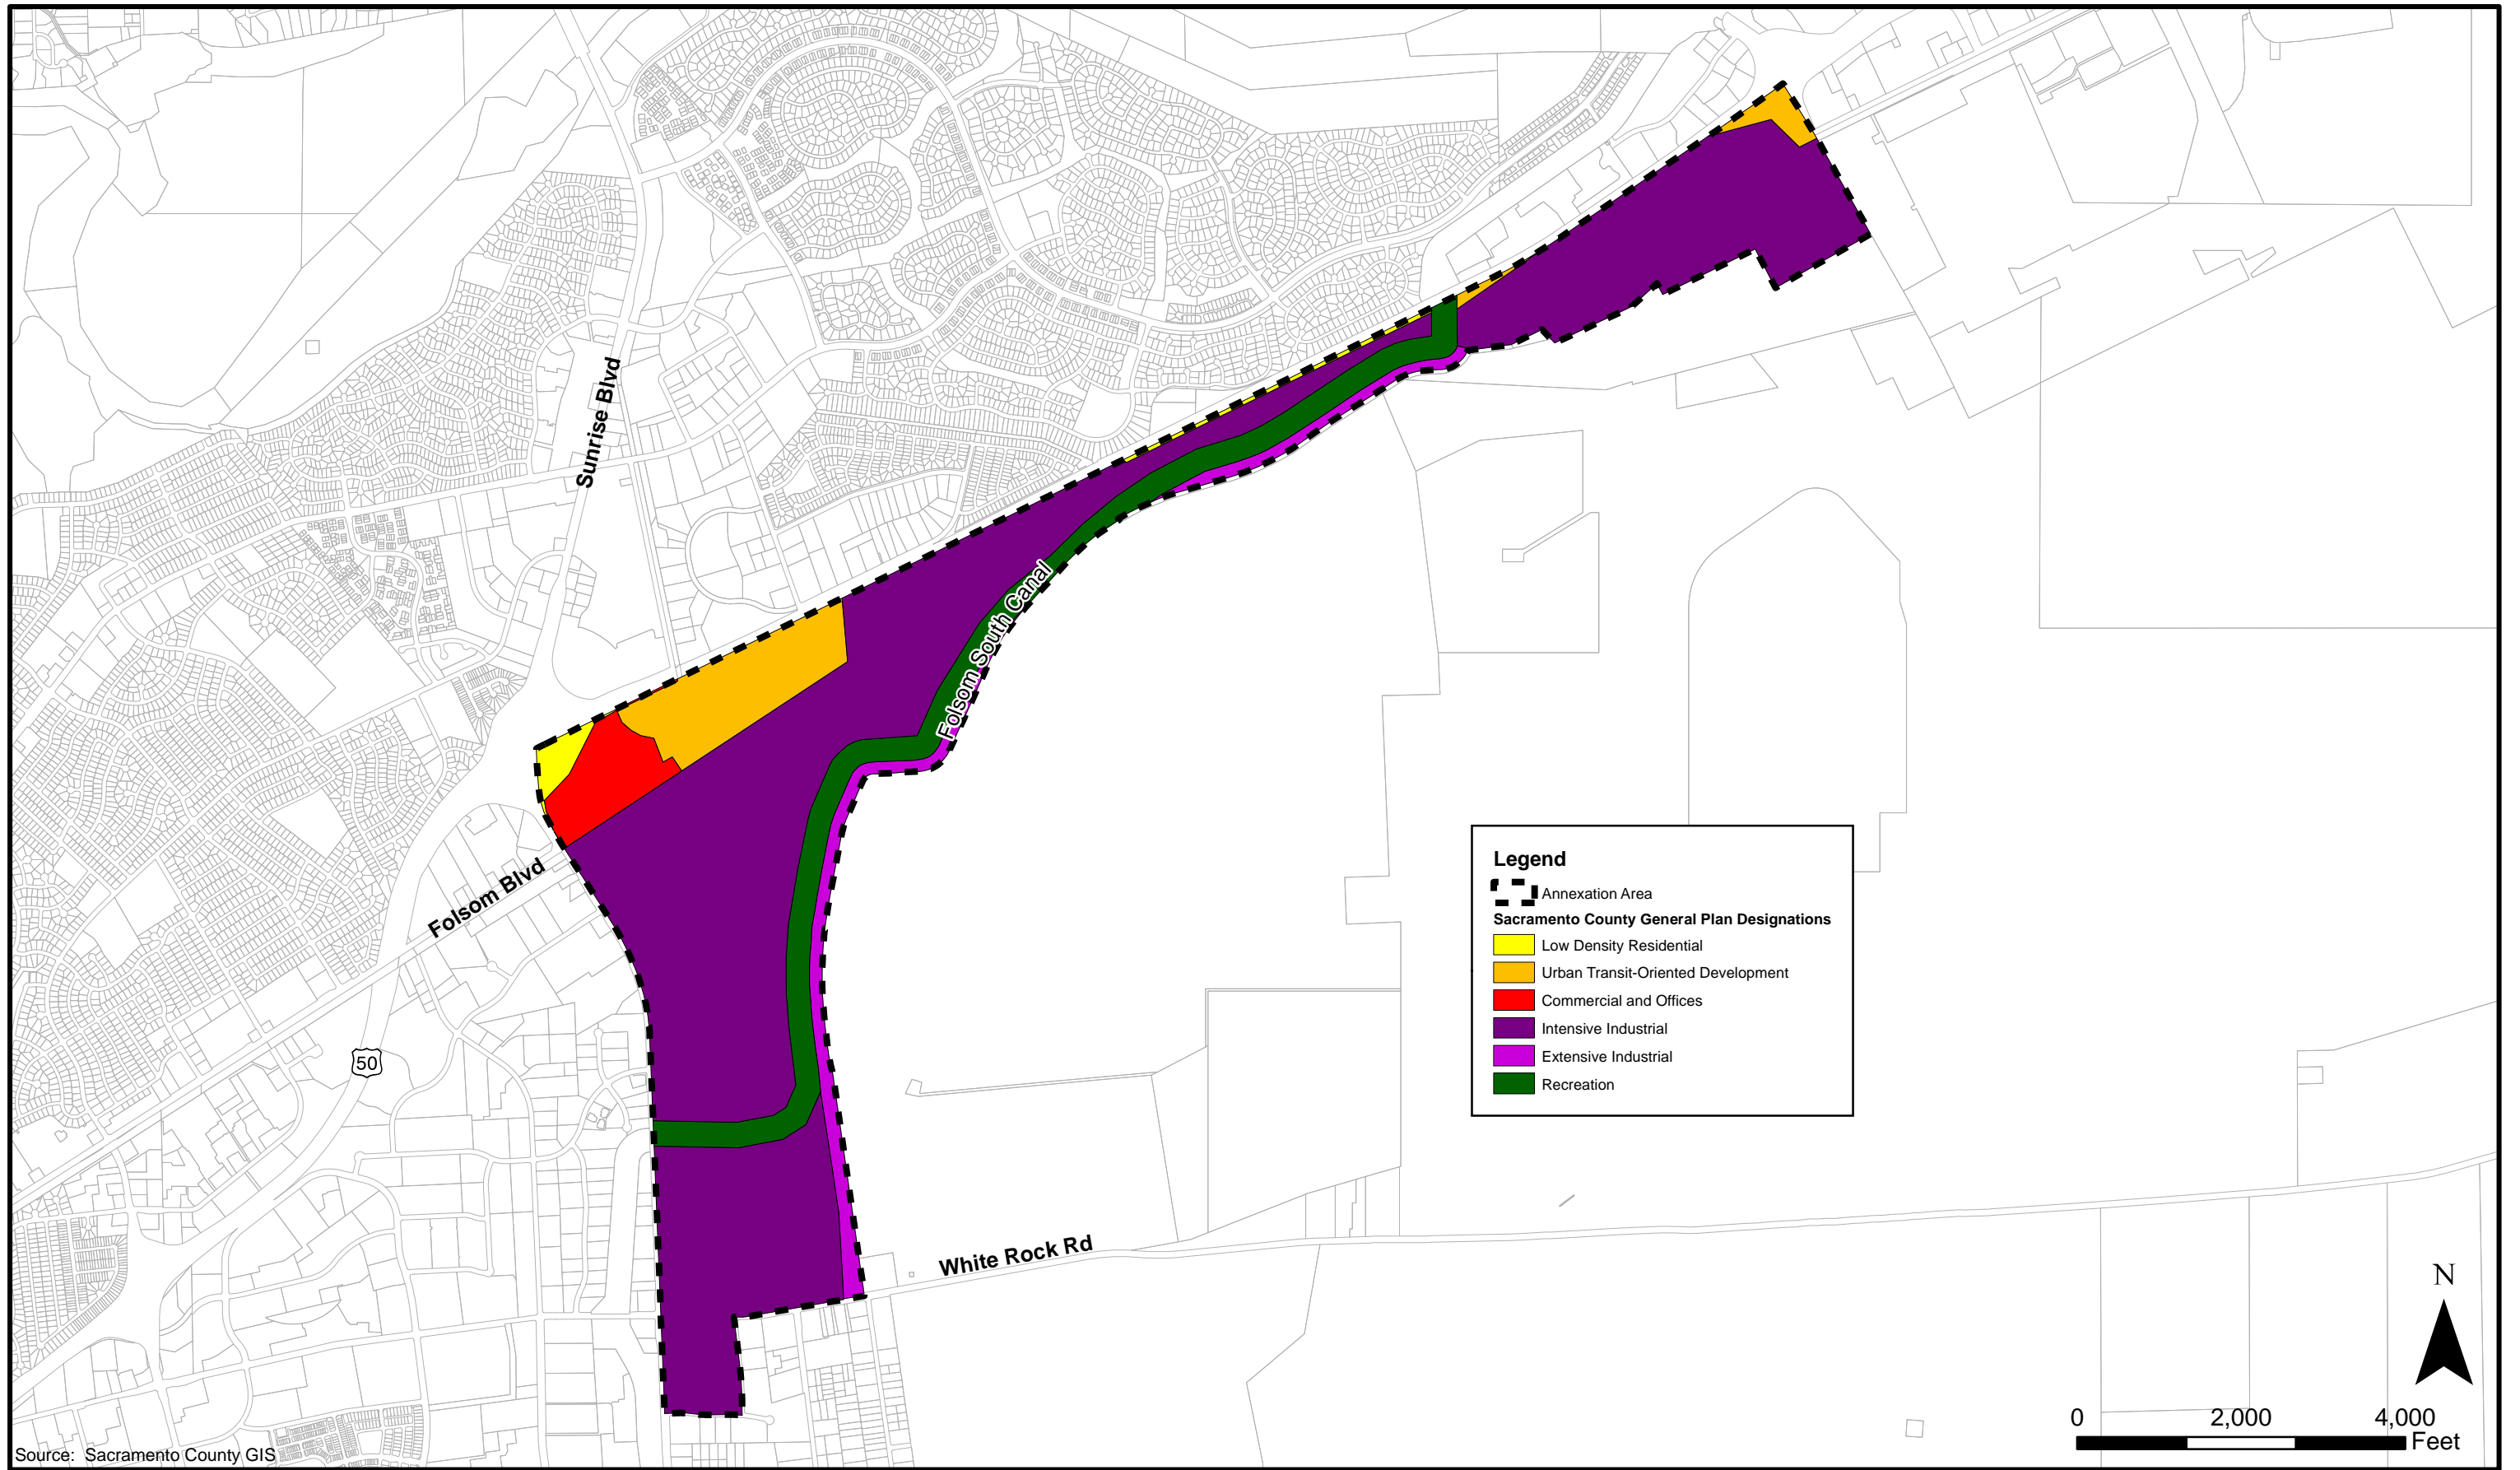 Sunrise Blvd
Folsom South Canal
Folsom Blvd
50
White Rock Rd
Legend
Annexation Area
Sacramento County General Plan Designations
Low Density Residential
Urban Transit-Oriented Development
Commercial and Offices
Intensive Industrial
Extensive Industrial
Recreation
N
0 2,000 4,000
Feet
Source: Sacramento County GIS